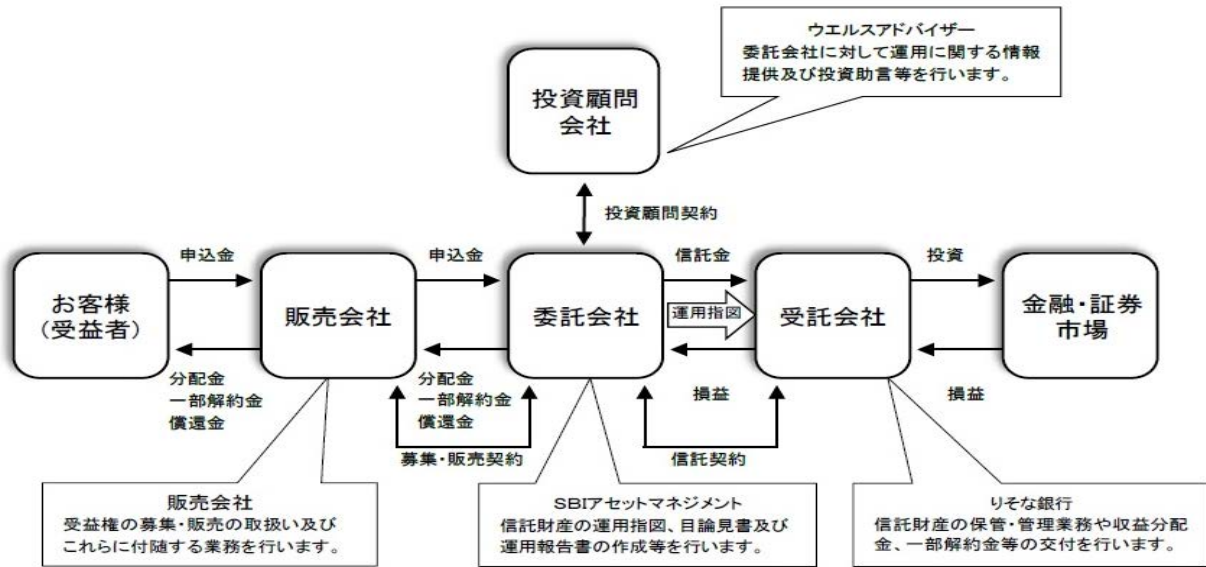 ウエルスアドバイザー
委託会社に対して運用に関する情報
提供及び投資助言等を行います。
投資顧問
会社
投資顧問契約
申込金
申込金
信託金
投資
お客様
(受益者)
販売会社
委託会社
運用指図
受託会社
金融・証券
市場
分配金
一部解約金
償還金
分配金
一部解約金
償還金
損益
損益
募集・販売契約
信託契約
販売会社
受益権の募集・販売の取扱い及び
これらに付随する業務を行います。
SBIアセットマネジメント
信託財産の運用指図、目論見書及び
運用報告書の作成等を行います。
りそな銀行
信託財産の保管・管理業務や収益分配
金、一部解約金等の交付を行います。